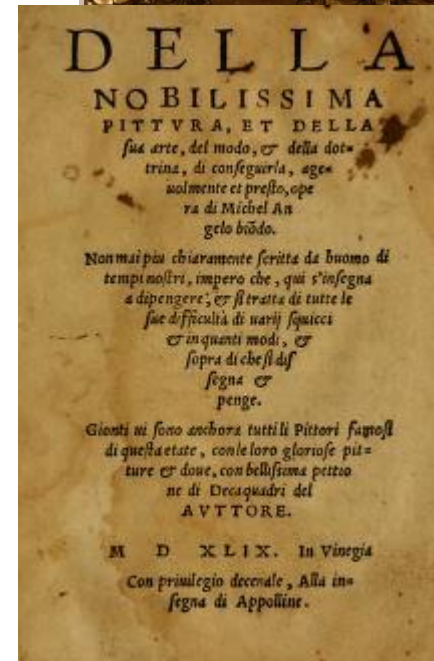 DELLA
NOBILISSIMA
PITTVRA, ET DELLA
ſua arte, del modo, & della dot-
trina, di conſeguirla, age-
uolmente et preſto, ope
ra di Michel An
gelo biōdo.
Non mai piu chiaramente ſcritta da huomo di
tempi noſtri, impero che, qui s'inſegna
a dipengere, & ſi tratta di tutte le
ſue difficultà di uarij ſquicci
& in quanti modi, &
ſopra di che ſi diſ
ſegna &
penge.
Gionti ui ſono anchora tutti li Pittori famoſi
di queſta etate, con le loro glorioſe pit=
ture & doue, con belliſsima
ne di Decaquadri del
AVTTORE.
M D XLIX. In Vinegia
Con priuilegio decenale, Alla in=
ſegna di Appolline.